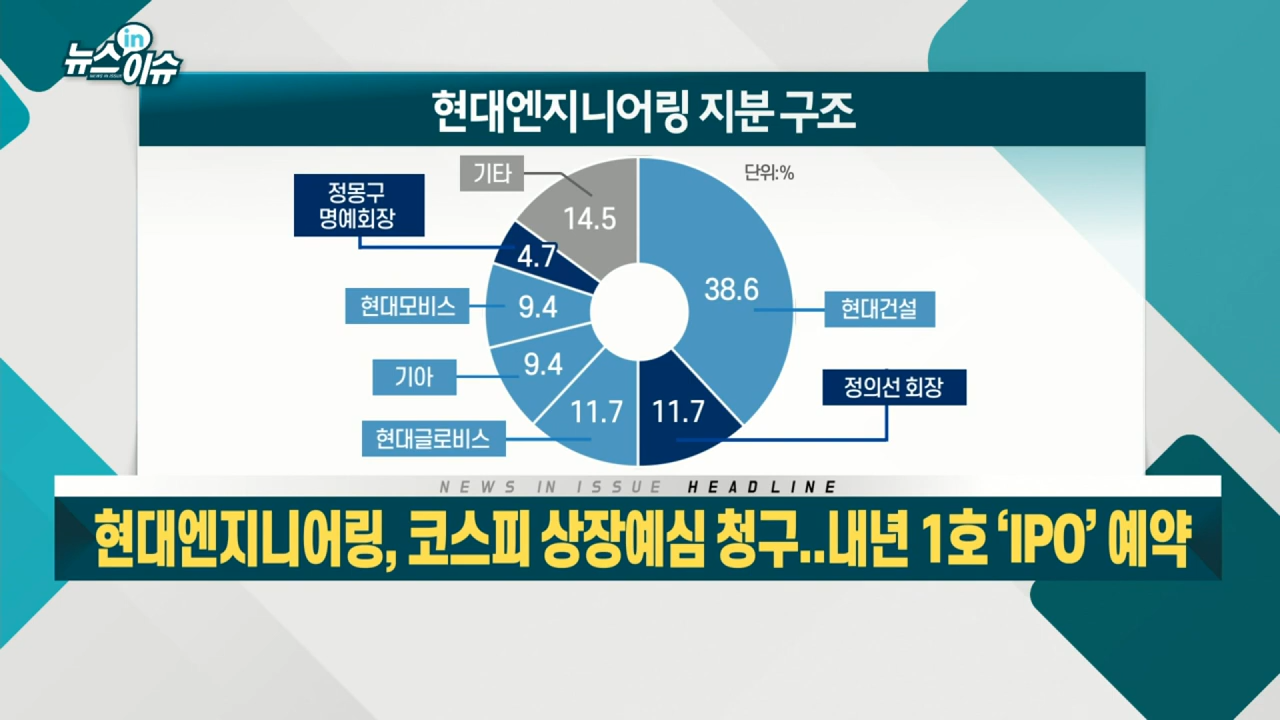 뉴스in이슈
NEWS IN ISSUE
현대엔지니어링 지분 구조
단위:%
기타
14.5
정몽구
명예회장
4.7
38.6
현대모비스
9.4
현대건설
기아
9.4
정의선 회장
11.7
11.7
현대글로비스
NEWS IN ISSUE HEADLINE
현대엔지니어링, 코스피 상장예심 청구..내년 1호 ‘IPO’ 예약